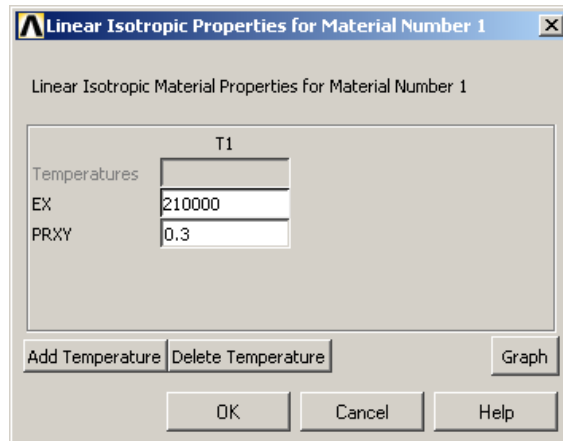 Linear Isotropic Properties for Material Number 1
Linear Isotropic Material Properties for Material Number 1
T1
Temperatures
EX 210000
PRXY 0.3
Add Temperature Delete Temperature Graph
OK Cancel Help